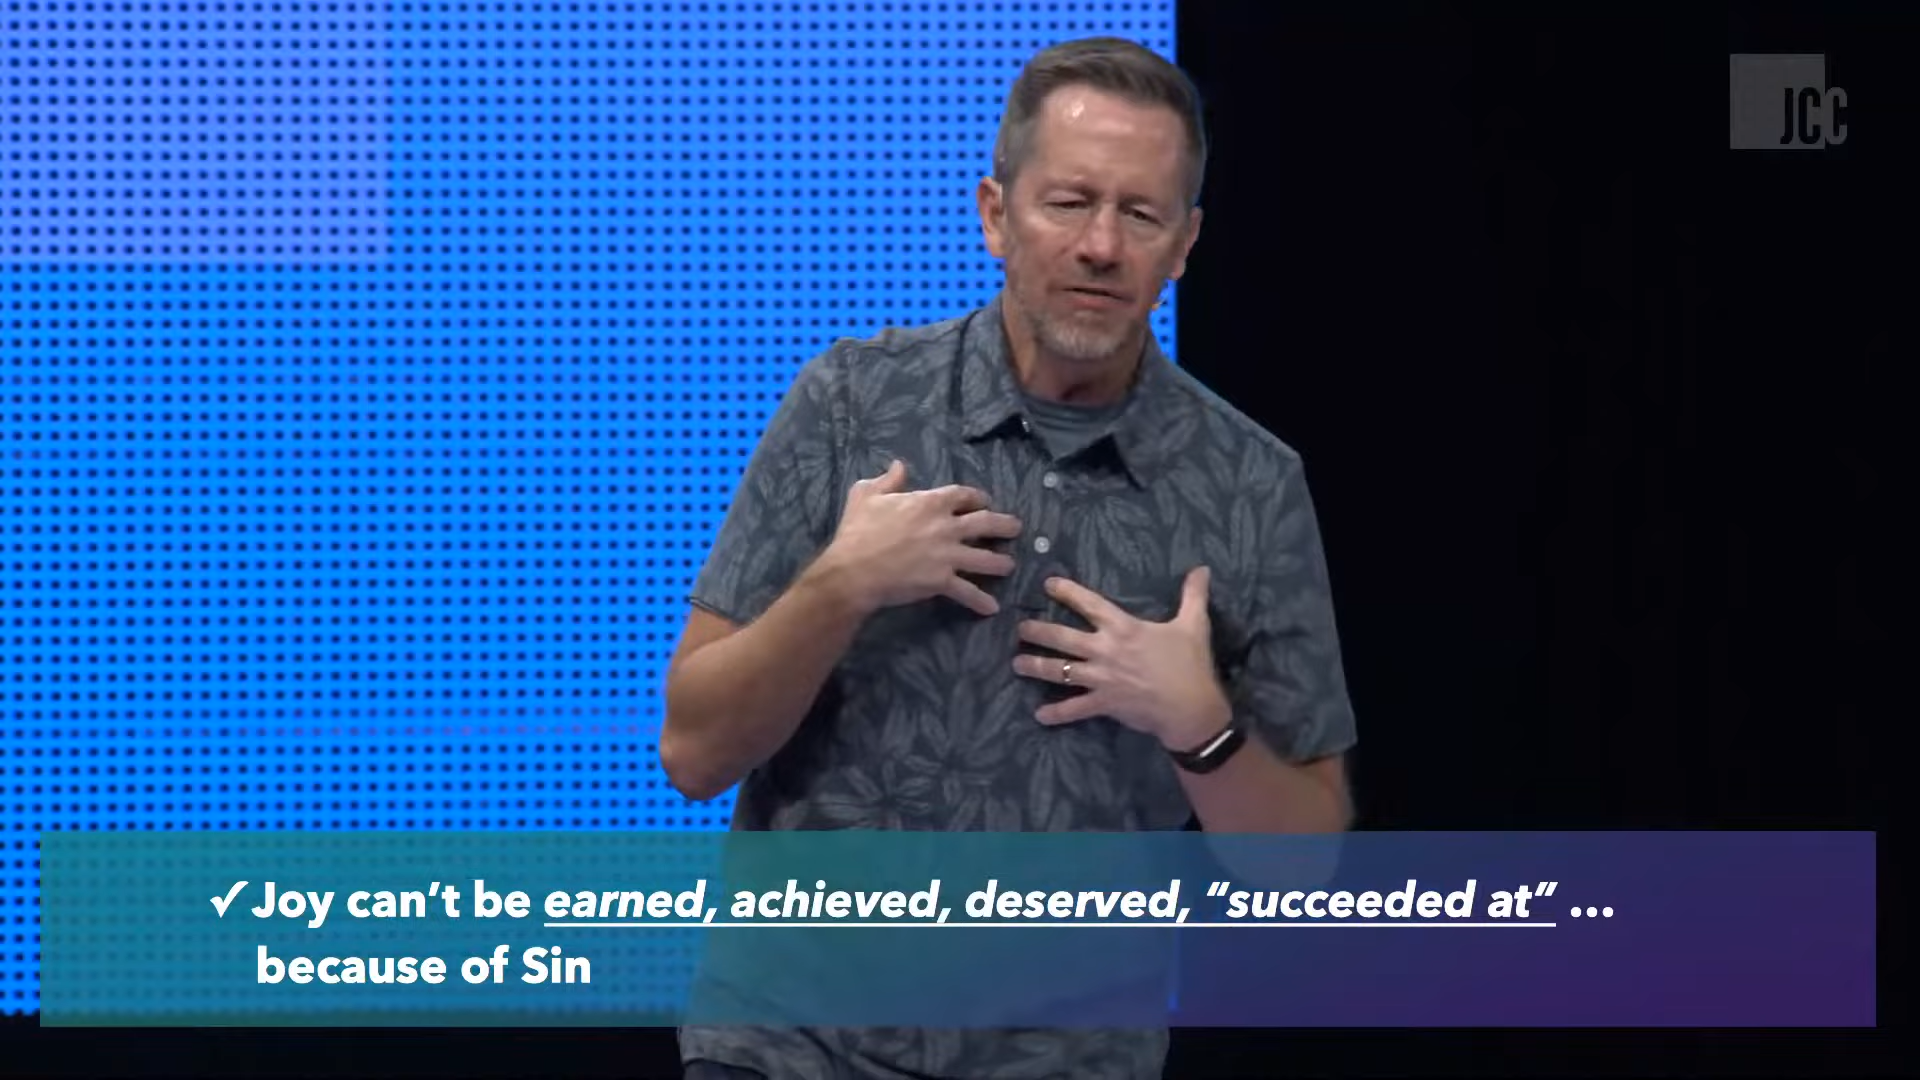 JCC
✓Joy can’t be earned, achieved, deserved, “succeeded at” ...
because of Sin